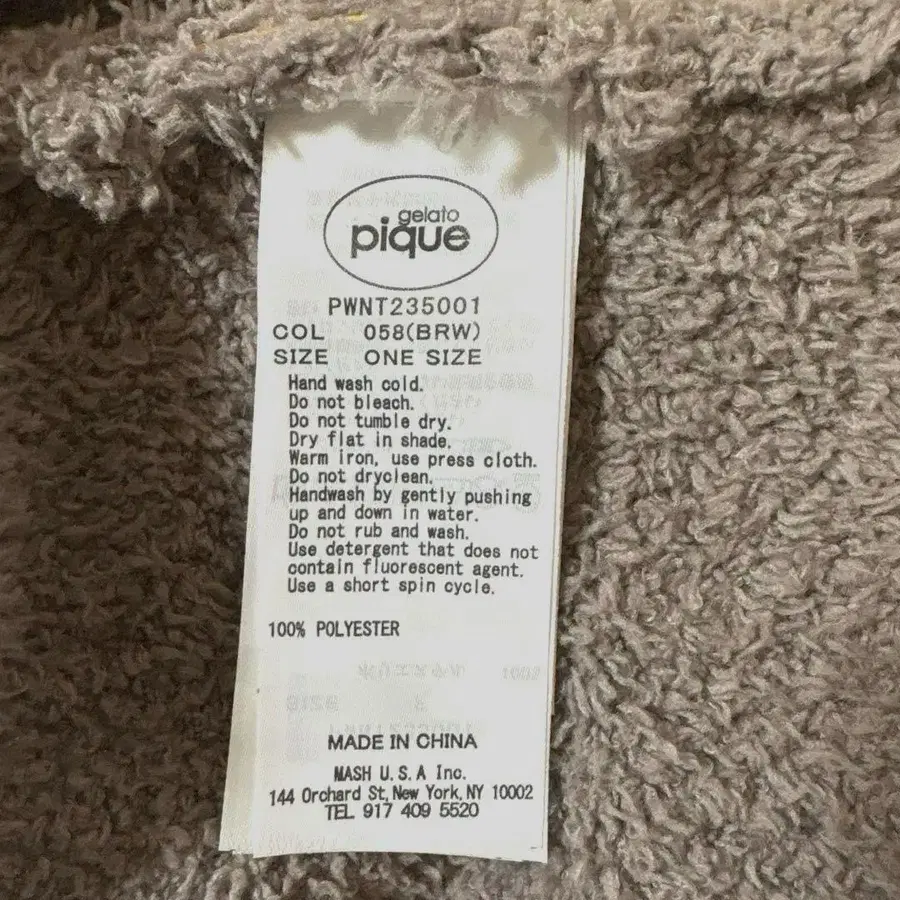 gelato
pique
PWNT235001
COL 058(BRW)
SIZE ONE SIZE
Hand wash cold.
Do not bleach.
Do not tumble dry.
Dry flat in shade.
Warm iron, use press cloth.
Do not dryclean.
Handwash by gently pushing
up and down in water.
Do not rub and wash.
Use detergent that does not
contain fluorescent agent.
Use a short spin cycle.
100% POLYESTER
MADE IN CHINA
MASH U.S.A Inc.
144 Orchard St, New York, NY 10002
TEL 917 409 5520